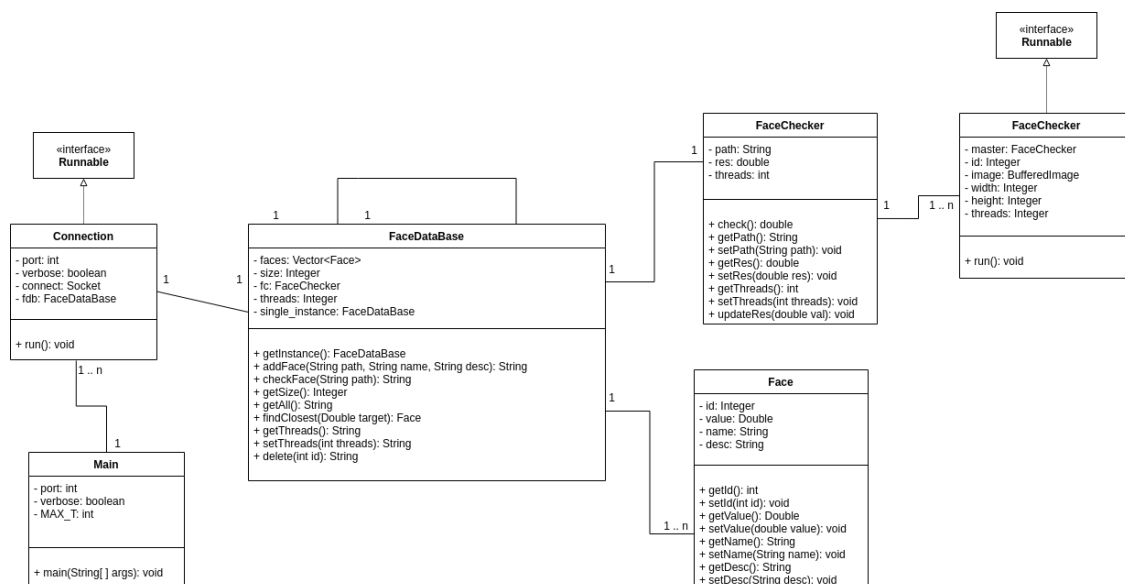 «interface»
Runnable
Connection
- port: int
- verbose: boolean
- connect: Socket
- fdb: FaceDataBase
+ run(): void
1 .. n
1
Main
- port: int
- verbose: boolean
- MAX_T: int
+ main(String[ ] args): void
1
1
1
1
FaceDataBase
- faces: Vector<Face>
- size: Integer
- fc: FaceChecker
- threads: Integer
- single_instance: FaceDataBase
+ getInstance(): FaceDataBase
+ addFace(String path, String name, String desc): String
+ checkFace(String path): String
+ getSize(): Integer
+ getAll(): String
+ findClosest(Double target): Face
+ getThreads(): String
+ setThreads(int threads): String
+ delete(int id): String
1
1
1
1 .. n
FaceChecker
- path: String
- res: double
- threads: int
+ check(): double
+ getPath(): String
+ setPath(String path): void
+ getRes(): double
+ setRes(double res): void
+ getThreads(): int
+ setThreads(int threads): void
+ updateRes(double val): void
1
1 .. n
Face
- id: Integer
- value: Double
- name: String
- desc: String
+ getId(): int
+ setId(int id): void
+ getValue(): Double
+ setValue(double value): void
+ getName(): String
+ setName(String name): void
+ getDesc(): String
+ setDesc(String desc): void
«interface»
Runnable
FaceChecker
- master: FaceChecker
- id: Integer
- image: BufferedImage
- width: Integer
- height: Integer
- threads: Integer
+ run(): void